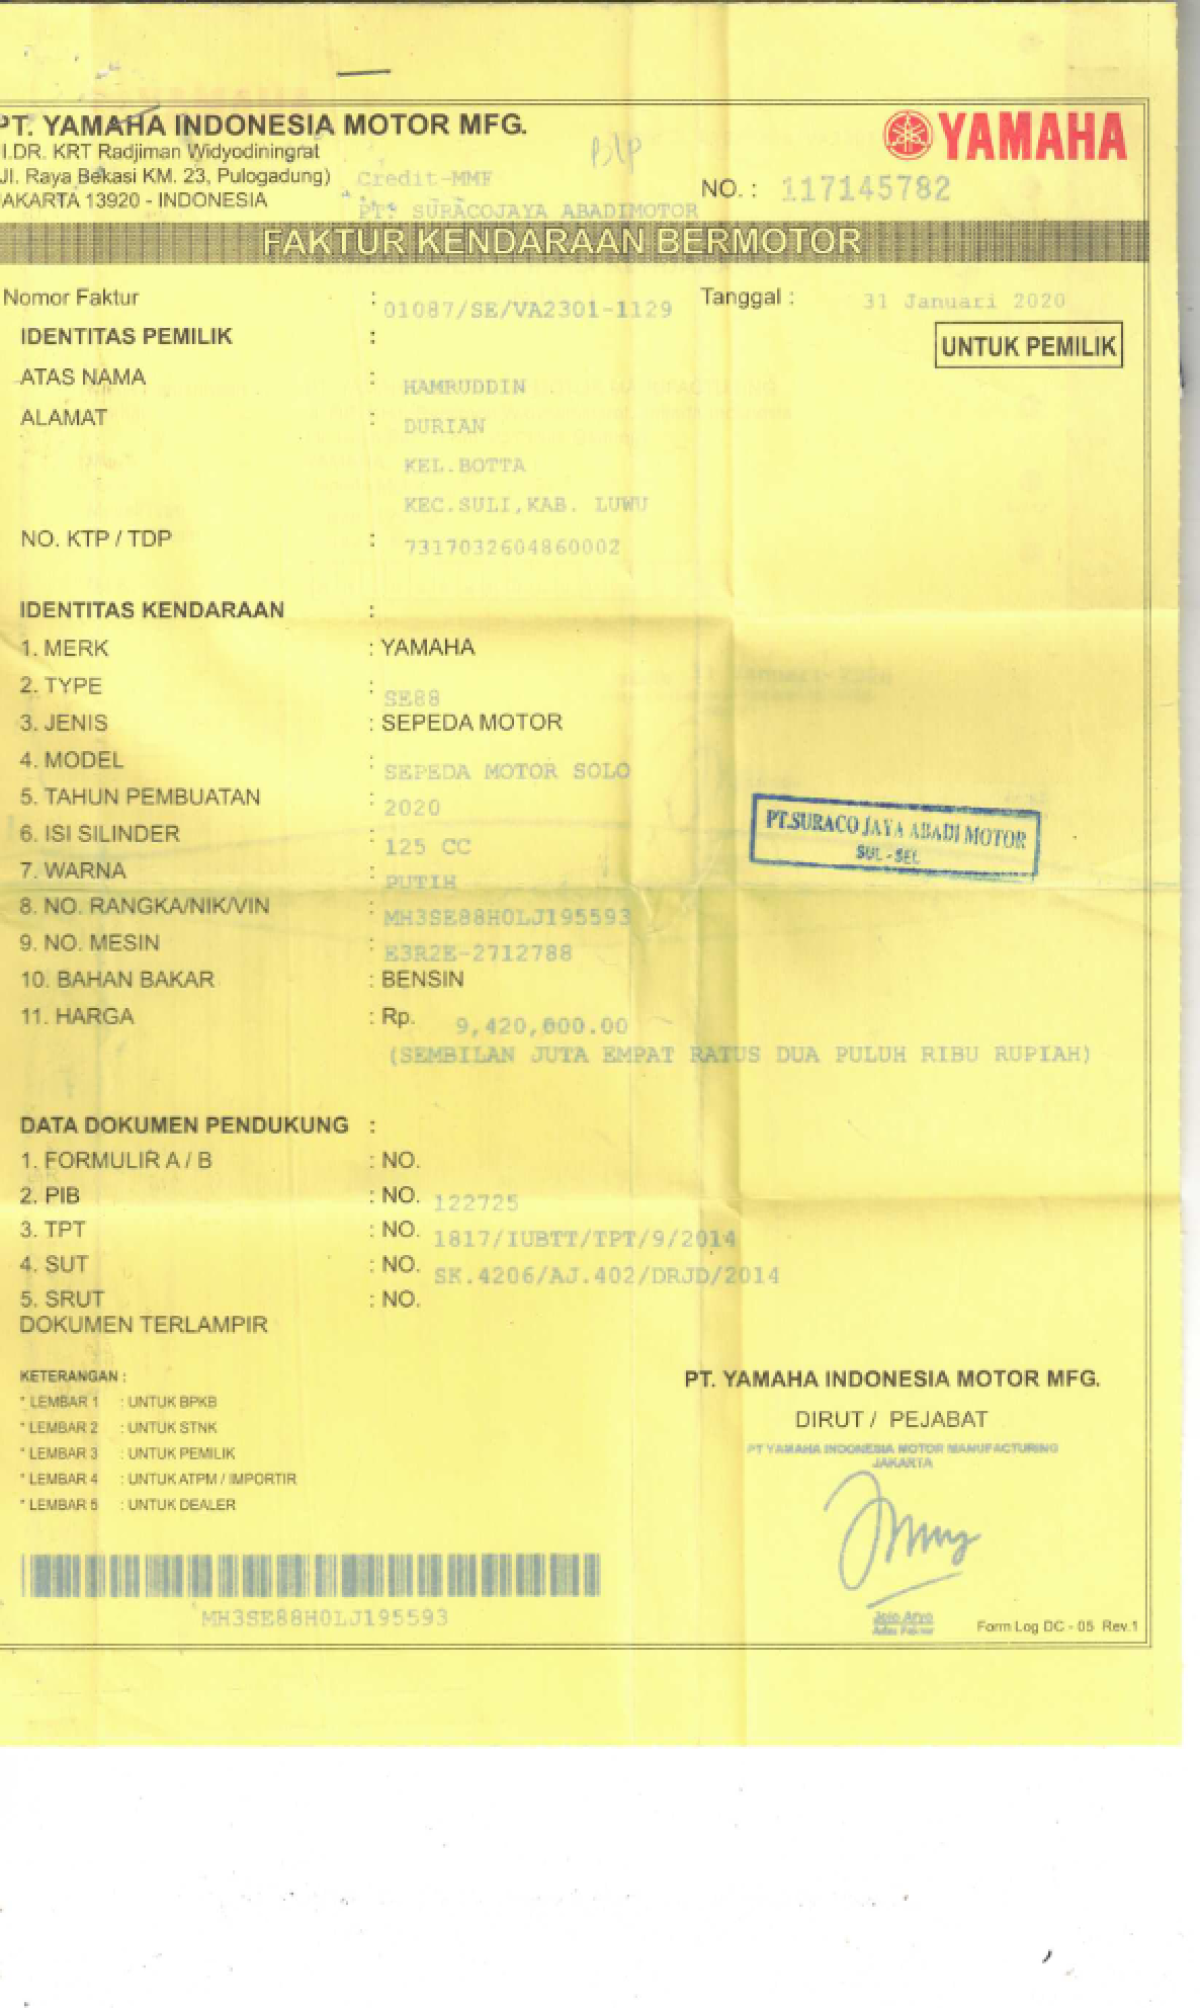 PT. YAMAHA INDONESIA MOTOR MFG.
YAMAHA
Jl.DR. KRT Radjiman Widyodiningrat
(Jl. Raya Bekasi KM. 23, Pulogadung)
JAKARTA 13920 - INDONESIA
Credit-MMF
PT. SURACOJAYA ABADIMOTOR
NO. : 117145782
FAKTUR KENDARAAN BERMOTOR
Nomor Faktur : 01087/SE/VA2301-1129 Tanggal : 31 Januari 2020
IDENTITAS PEMILIK :
UNTUK PEMILIK
ATAS NAMA : HAMRUDDIN
ALAMAT : DURIAN
KEL.BOTTA
KEC.SULI,KAB. LUWU
NO. KTP / TDP : 7317032604860002
IDENTITAS KENDARAAN :
1. MERK : YAMAHA
2. TYPE : SE88
3. JENIS : SEPEDA MOTOR
4. MODEL : SEPEDA MOTOR SOLO
5. TAHUN PEMBUATAN : 2020
6. ISI SILINDER : 125 CC
7. WARNA : PUTIH
8. NO. RANGKA/NIK/VIN : MH3SE88H0LJ195593
9. NO. MESIN : E3R2E-2712788
10. BAHAN BAKAR : BENSIN
11. HARGA : Rp. 9,420,000.00
(SEMBILAN JUTA EMPAT RATUS DUA PULUH RIBU RUPIAH)
PT.SURACO JAYA ABADI MOTOR
SUL - SEL
DATA DOKUMEN PENDUKUNG :
1. FORMULIR A / B : NO.
2. PIB : NO. 122725
3. TPT : NO. 1817/IUBTT/TPT/9/2014
4. SUT : NO. SK.4206/AJ.402/DRJD/2014
5. SRUT : NO.
DOKUMEN TERLAMPIR
KETERANGAN :
* LEMBAR 1 : UNTUK BPKB
* LEMBAR 2 : UNTUK STNK
* LEMBAR 3 : UNTUK PEMILIK
* LEMBAR 4 : UNTUK ATPM / IMPORTIR
* LEMBAR 5 : UNTUK DEALER
PT. YAMAHA INDONESIA MOTOR MFG.
DIRUT / PEJABAT
PT YAMAHA INDONESIA MOTOR MANUFACTURING
JAKARTA
MH3SE88H0LJ195593
Form Log DC - 05 Rev.1